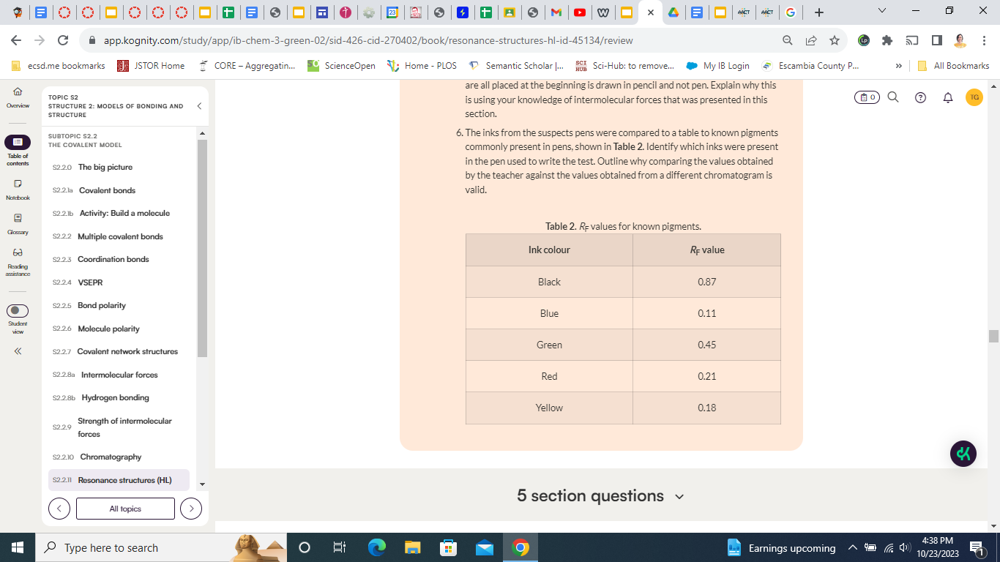 23
app.kognity.com/study/app/ib-chem-3-green-02/sid-426-cid-270402/book/resonance-structures-hl-id-45134/review
ecsd.me bookmarks
JSTOR Home
CORE – Aggregatin...
ScienceOpen
Home - PLOS
Semantic Scholar |...
SCI HUB
Sci-Hub: to remove...
My IB Login
Escambia County P...
»
All Bookmarks
Overview
Table of contents
Notebook
Glossary
Reading assistance
Student view
TOPIC S2
STRUCTURE 2: MODELS OF BONDING AND
STRUCTURE
SUBTOPIC S2.2
THE COVALENT MODEL
S2.2.0 The big picture
S2.2.1a Covalent bonds
S2.2.1b Activity: Build a molecule
S2.2.2 Multiple covalent bonds
S2.2.3 Coordination bonds
S2.2.4 VSEPR
S2.2.5 Bond polarity
S2.2.6 Molecule polarity
S2.2.7 Covalent network structures
S2.2.8a Intermolecular forces
S2.2.8b Hydrogen bonding
S2.2.9 Strength of intermolecular
forces
S2.2.10 Chromatography
S2.2.11 Resonance structures (HL)
All topics
are all placed at the beginning is drawn in pencil and not pen. Explain why this
is using your knowledge of intermolecular forces that was presented in this
section.
6. The inks from the suspects pens were compared to a table to known pigments
commonly present in pens, shown in Table 2. Identify which inks were present
in the pen used to write the test. Outline why comparing the values obtained
by the teacher against the values obtained from a different chromatogram is
valid.
Table 2. RF values for known pigments.
Ink colour RF value
Black 0.87
Blue 0.11
Green 0.45
Red 0.21
Yellow 0.18
5 section questions
0
TG
Type here to search
Earnings upcoming
4:38 PM
10/23/2023
1